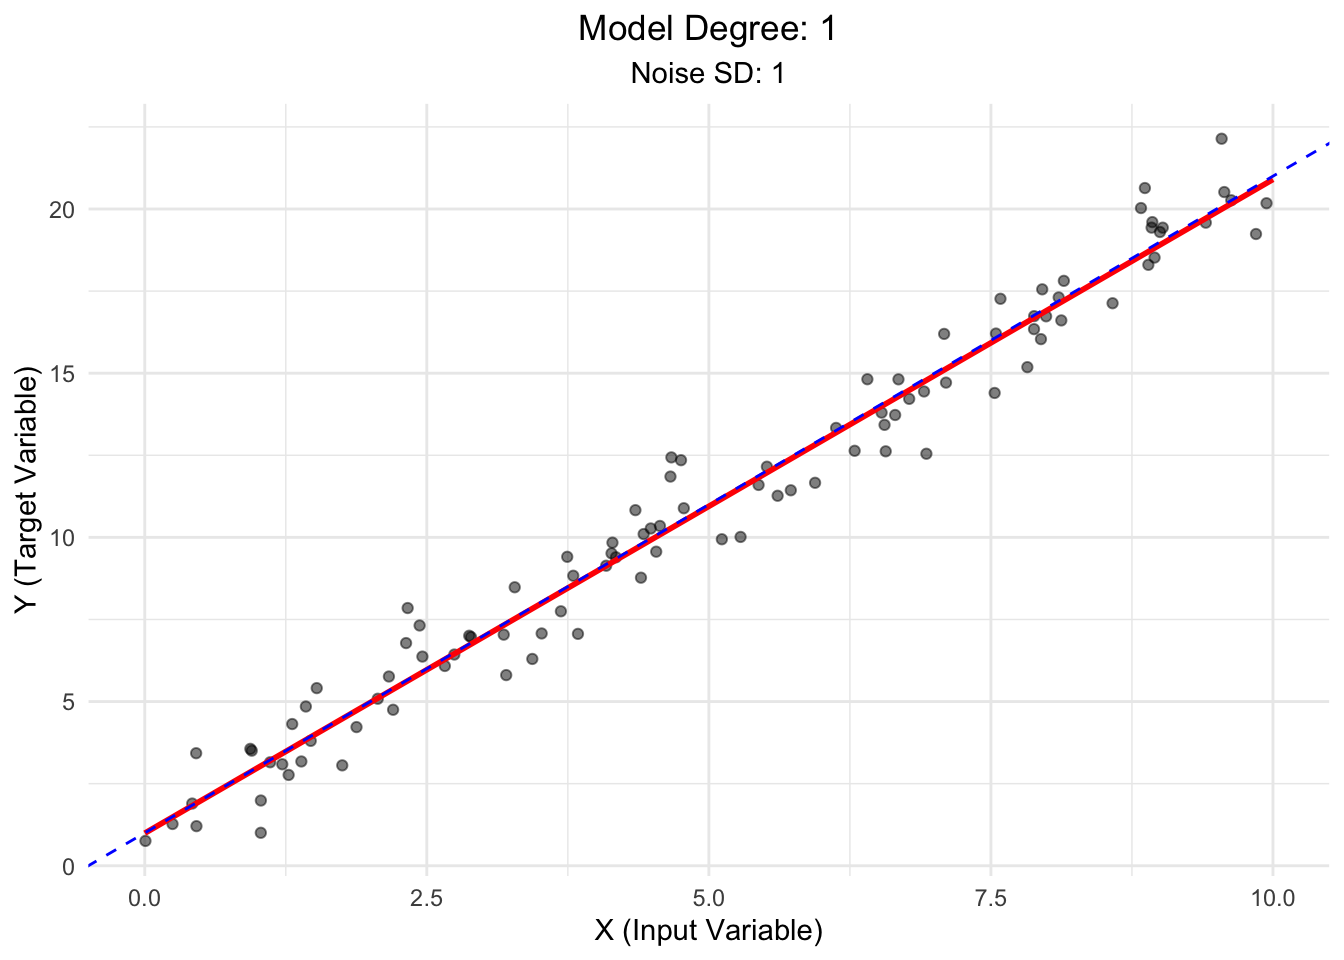 Model Degree: 1
Noise SD: 1
Y (Target Variable)
20
15
10
5
0
0.0 2.5 5.0 7.5 10.0
X (Input Variable)